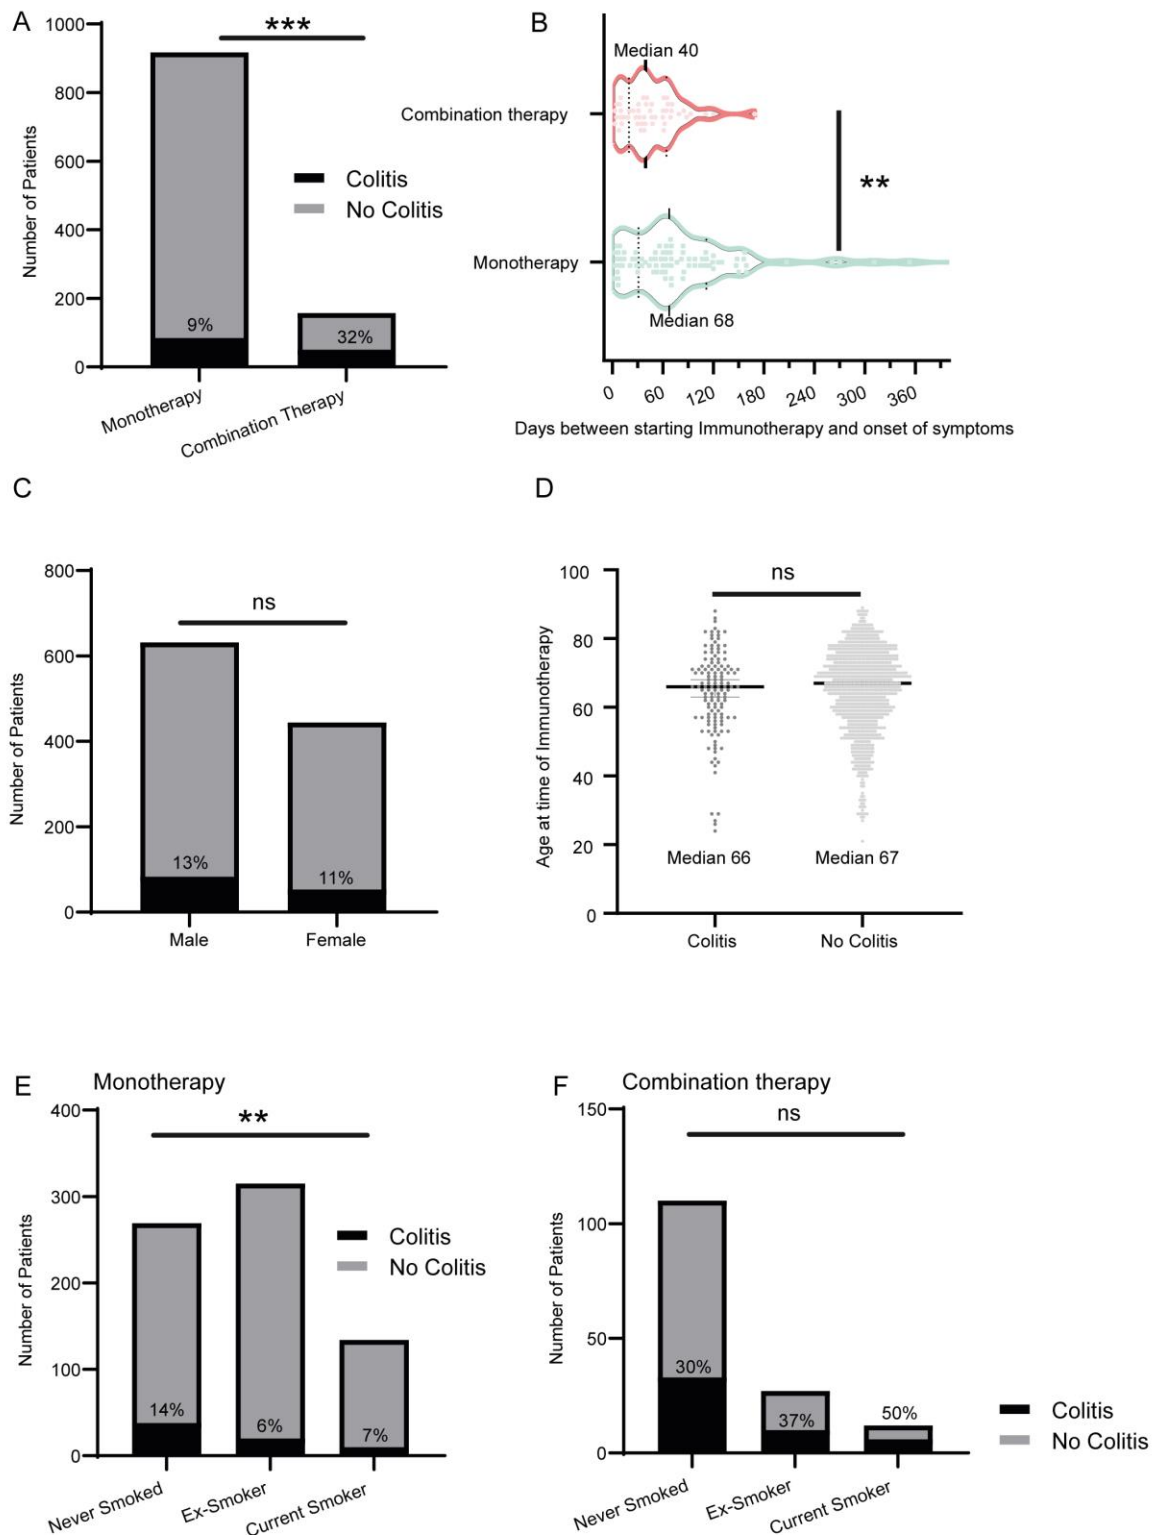 A
***
1000
800
600
400
200
0
Number of Patients
Colitis
No Colitis
9%
32%
Monotherapy
Combination Therapy
B
Median 40
Combination therapy
**
Monotherapy
Median 68
0 60 120 180 240 300 360
Days between starting Immunotherapy and onset of symptoms
C
800
600
400
200
0
Number of Patients
ns
13%
11%
Male Female
D
100
80
60
40
20
0
Age at time of Immunotherapy
ns
Median 66 Median 67
Colitis No Colitis
E Monotherapy
400
300
200
100
0
Number of Patients
**
Colitis
No Colitis
14%
6%
7%
Never Smoked
Ex-Smoker
Current Smoker
F Combination therapy
150
100
50
0
Number of Patients
ns
30%
37%
50%
Colitis
No Colitis
Never Smoked
Ex-Smoker
Current Smoker